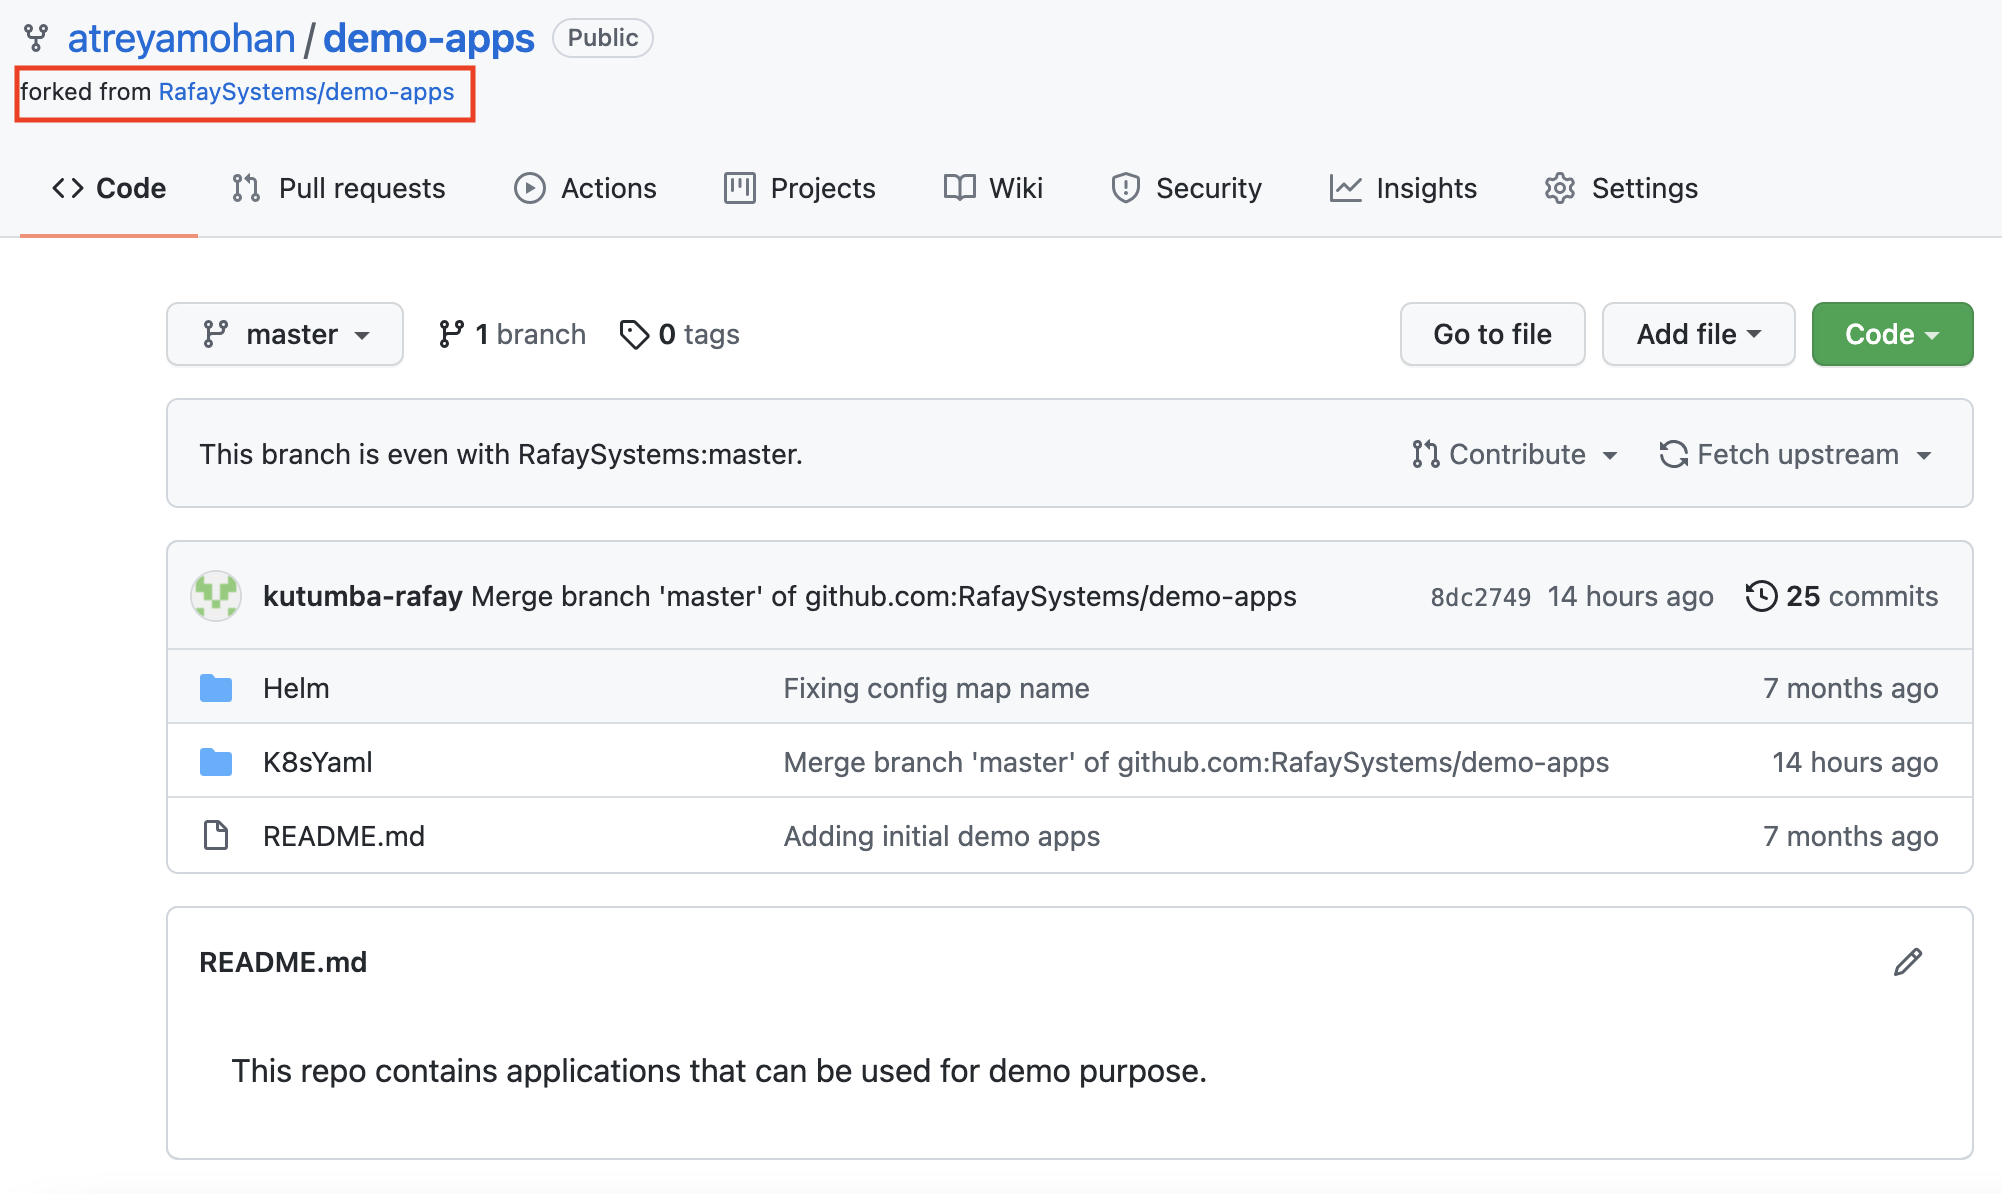 atreyamohan / demo-apps Public
forked from RafaySystems/demo-apps
Code Pull requests Actions Projects Wiki Security Insights Settings
master 1 branch 0 tags Go to file Add file Code
This branch is even with RafaySystems:master. Contribute Fetch upstream
kutumba-rafay Merge branch 'master' of github.com:RafaySystems/demo-apps 8dc2749 14 hours ago 25 commits
Helm Fixing config map name 7 months ago
K8sYaml Merge branch 'master' of github.com:RafaySystems/demo-apps 14 hours ago
README.md Adding initial demo apps 7 months ago
README.md
This repo contains applications that can be used for demo purpose.